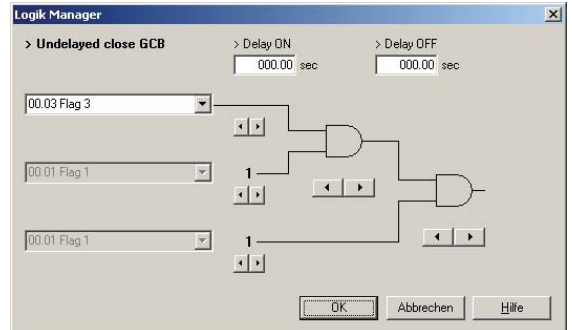 Logik Manager
> Undelayed close GCB > Delay ON > Delay OFF
000.00 sec 000.00 sec
00.03 Flag 3
00.01 Flag 1 1
00.01 Flag 1 1
OK Abbrechen Hilfe